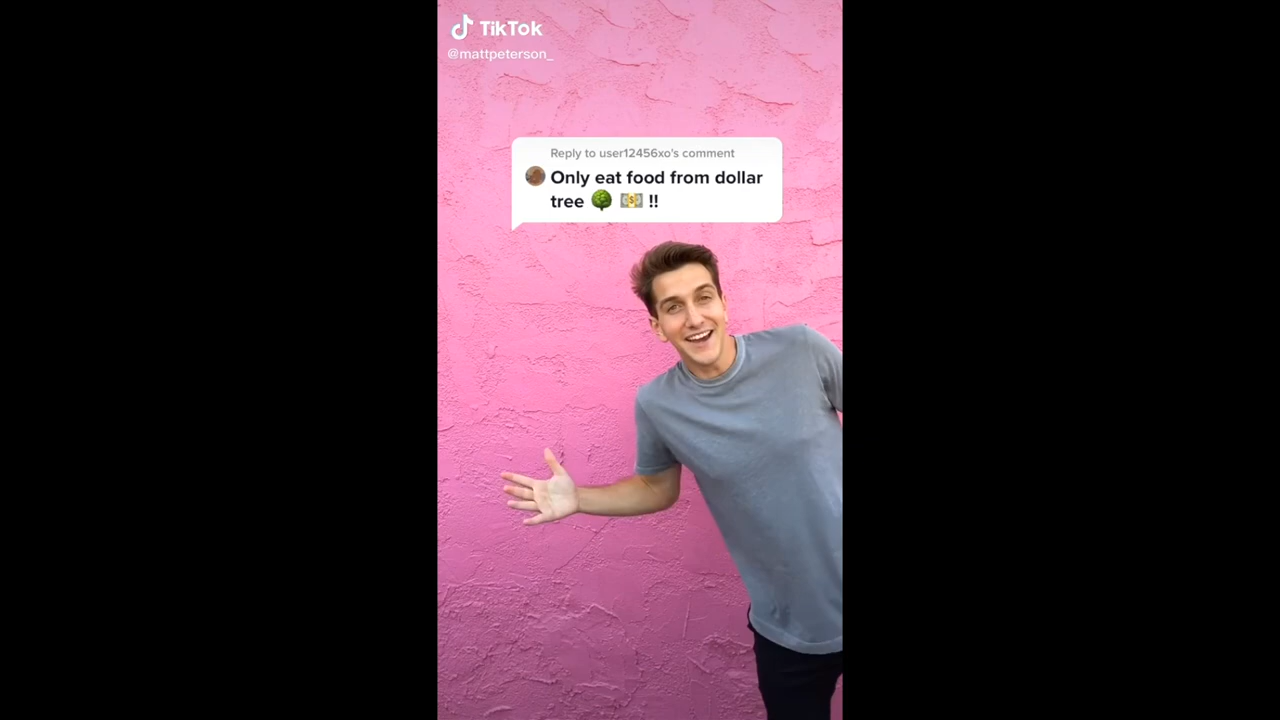 TikTok
@mattpeterson_
Reply to user12456xo's comment
Only eat food from dollar
tree 🌳 💵 !!